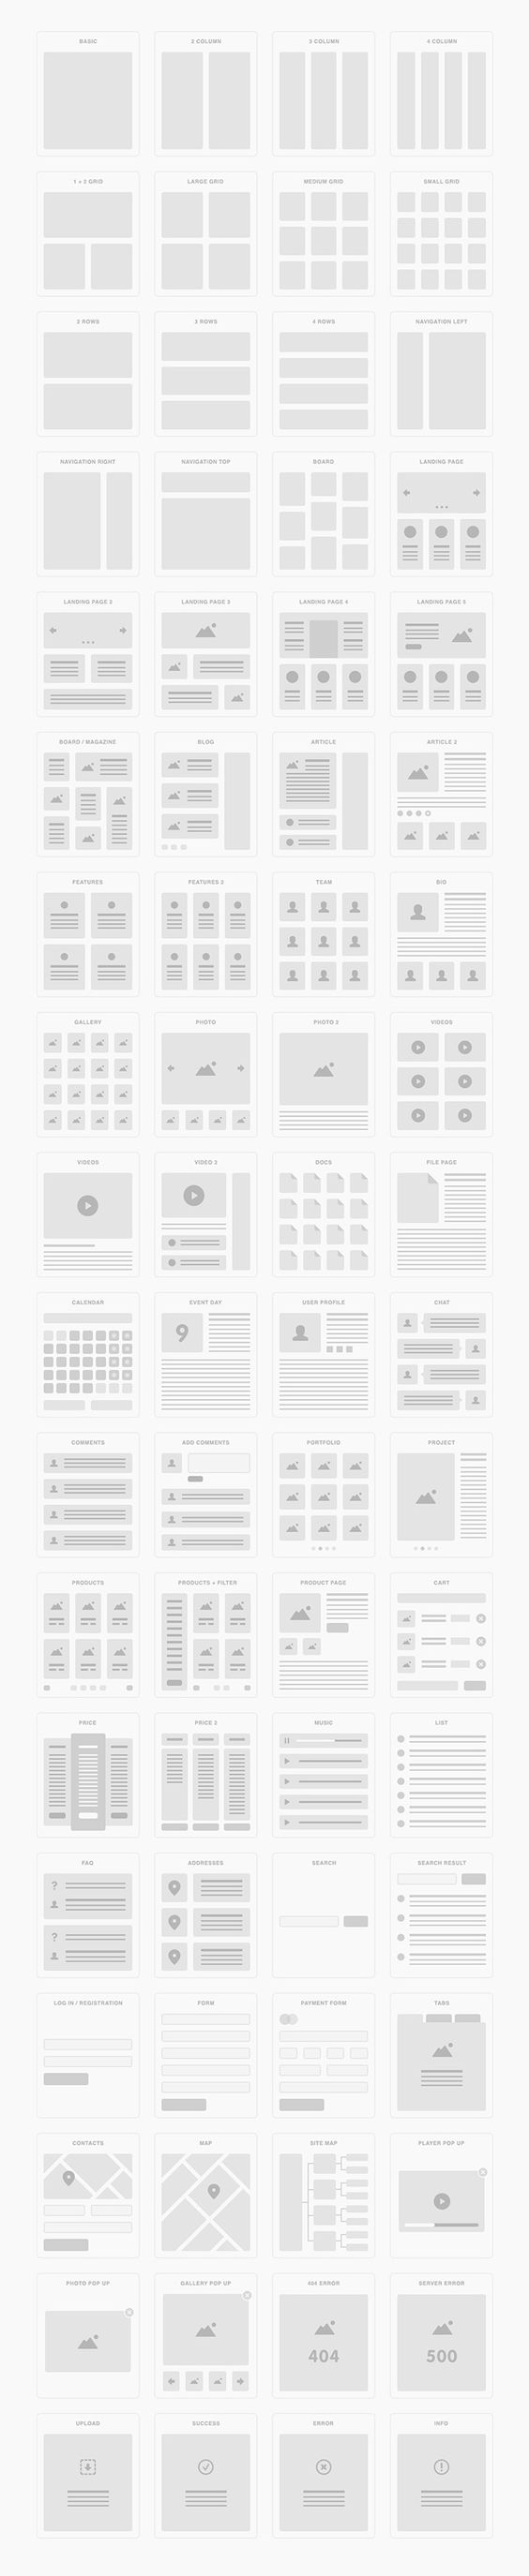 BASIC
2 COLUMN
3 COLUMN
4 COLUMN
1 + 2 GRID
LARGE GRID
MEDIUM GRID
SMALL GRID
2 ROWS
3 ROWS
4 ROWS
NAVIGATION LEFT
NAVIGATION RIGHT
NAVIGATION TOP
BOARD
LANDING PAGE
LANDING PAGE 2
LANDING PAGE 3
LANDING PAGE 4
LANDING PAGE 5
BOARD / MAGAZINE
BLOG
ARTICLE
ARTICLE 2
FEATURES
FEATURES 2
TEAM
BIO
GALLERY
PHOTO
PHOTO 2
VIDEOS
VIDEOS
VIDEO 3
DOCS
FILE PAGE
CALENDAR
EVENT DAY
USER PROFILE
CHAT
9
COMMENTS
ADD COMMENTS
PORTFOLIO
PROJECT
PRODUCTS
PRODUCTS + FILTER
PRODUCT PAGE
CART
PRICE
PRICE 2
MUSIC
LIST
FAQ
ADDRESSES
SEARCH
SEARCH RESULT
?
?
LOG IN / REGISTRATION
FORM
PAYMENT FORM
TABS
CONTACTS
MAP
SITE MAP
PLAYER POP UP
PHOTO POP UP
GALLERY POP UP
404 ERROR
SERVER ERROR
404
500
UPLOAD
SUCCESS
ERROR
INFO